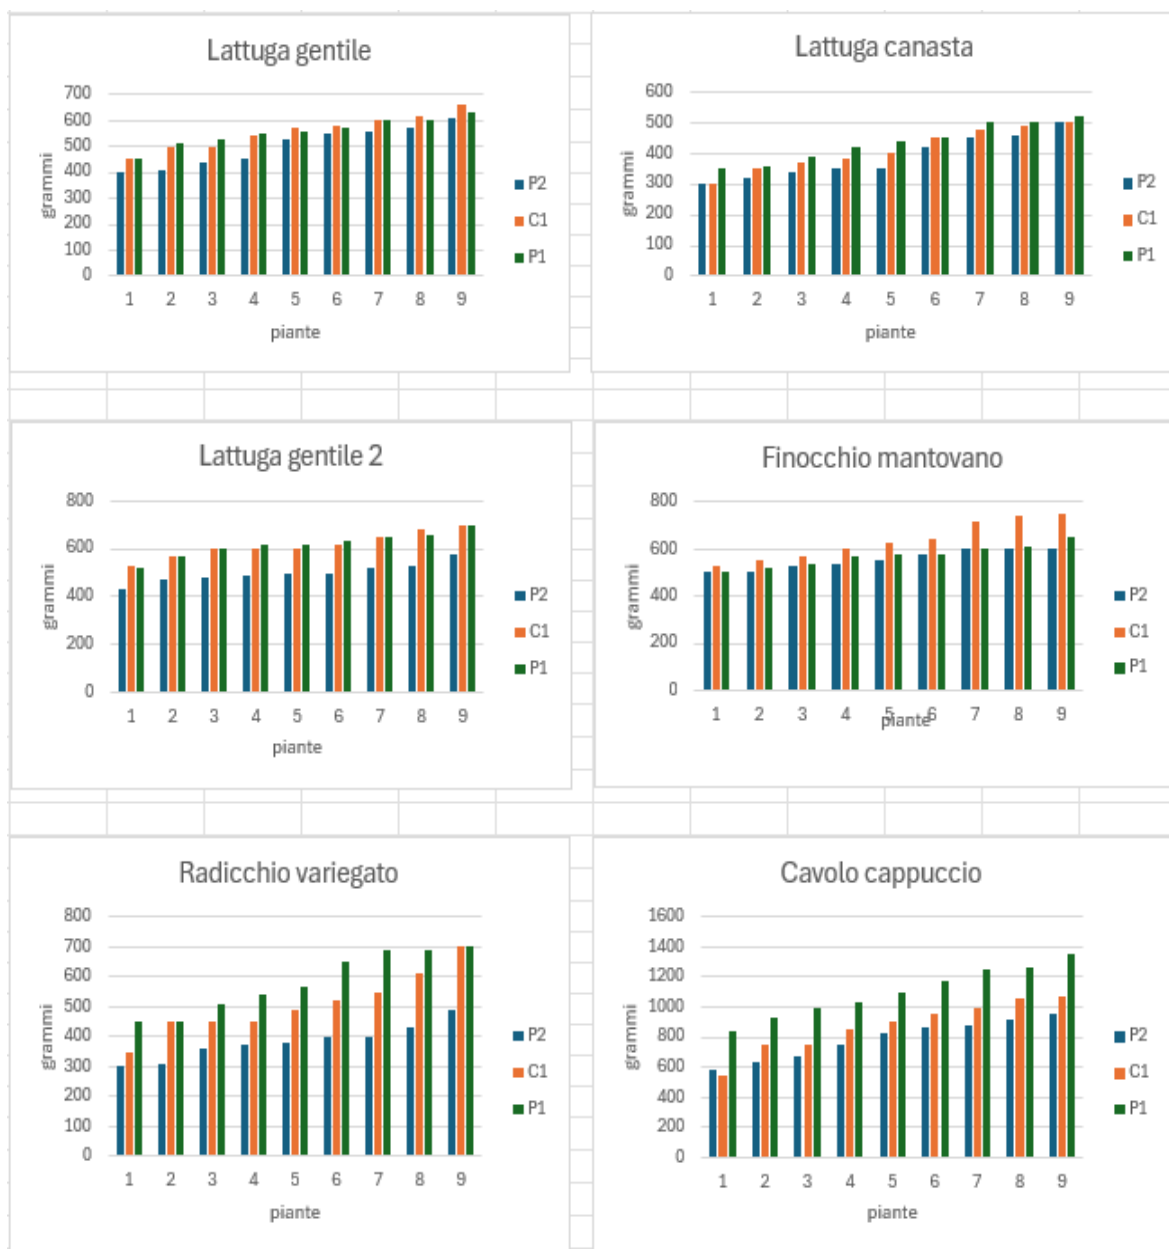 Lattuga gentile
700
600
500
400
300
200
100
0
grammi
1 2 3 4 5 6 7 8 9
piante
P2
C1
P1
Lattuga canasta
600
500
400
300
200
100
0
grammi
1 2 3 4 5 6 7 8 9
piante
P2
C1
P1
Lattuga gentile 2
800
600
400
200
0
grammi
1 2 3 4 5 6 7 8 9
piante
P2
C1
P1
Finocchio mantovano
800
600
400
200
0
grammi
1 2 3 4 5 6 7 8 9
piante
P2
C1
P1
Radicchio variegato
800
700
600
500
400
300
200
100
0
grammi
1 2 3 4 5 6 7 8 9
piante
P2
C1
P1
Cavolo cappuccio
1600
1400
1200
1000
800
600
400
200
0
grammi
1 2 3 4 5 6 7 8 9
piante
P2
C1
P1